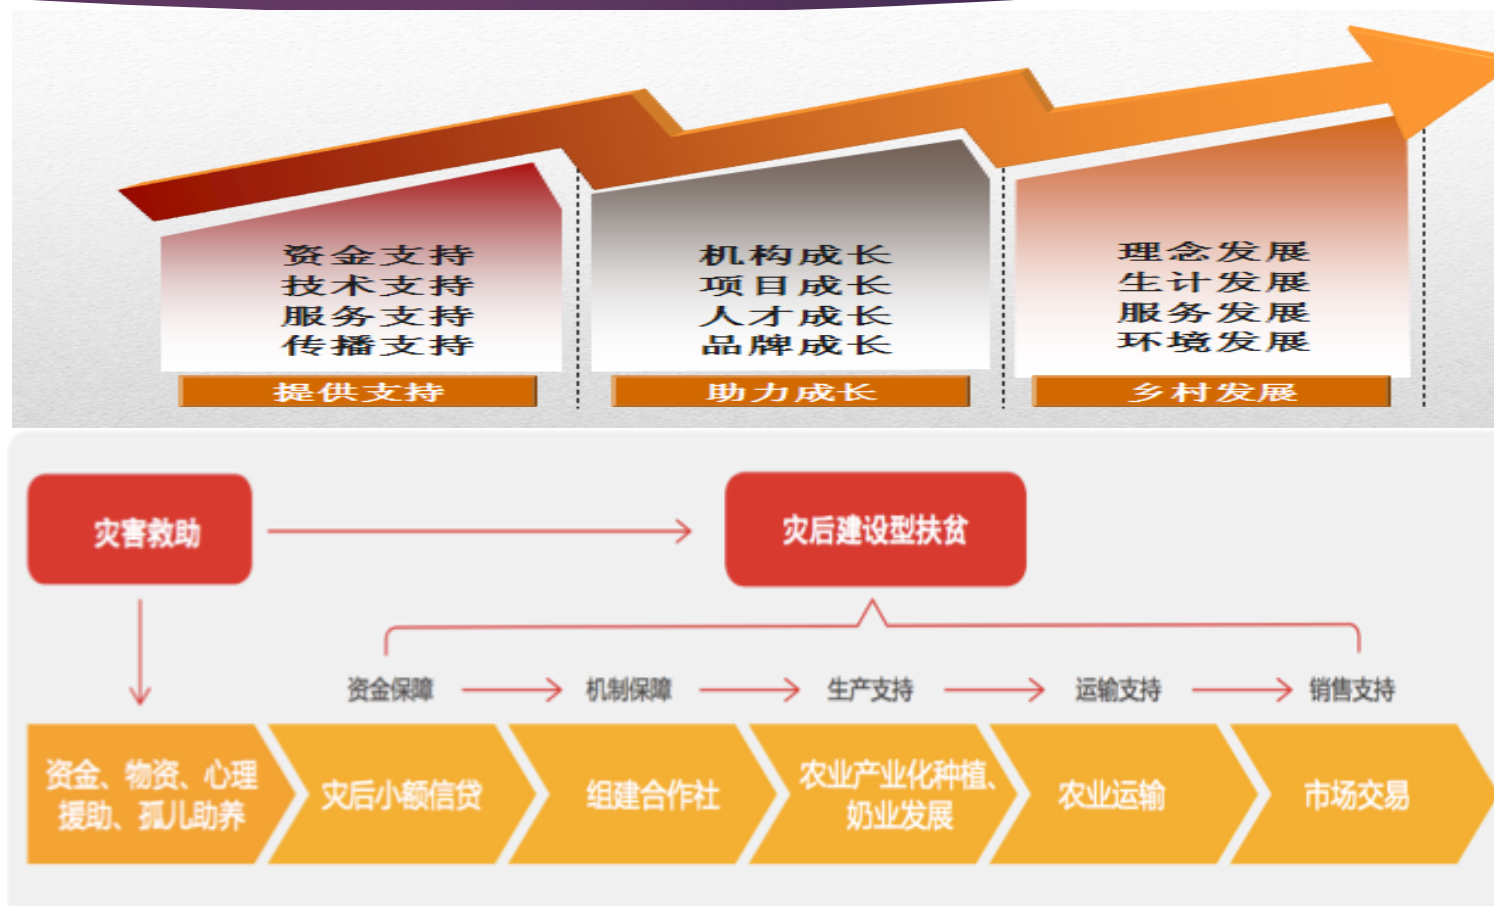 资金支持
技术支持
服务支持
传播支持
提供支持
机构成长
项目成长
人才成长
品牌成长
助力成长
理念发展
生计发展
服务发展
环境发展
乡村发展
灾害救助
灾后建设型扶贫
资金保障
机制保障
生产支持
运输支持
销售支持
资金、物资、心理
援助、孤儿助养
灾后小额信贷
组建合作社
农业产业化种植、
奶业发展
农业运输
市场交易